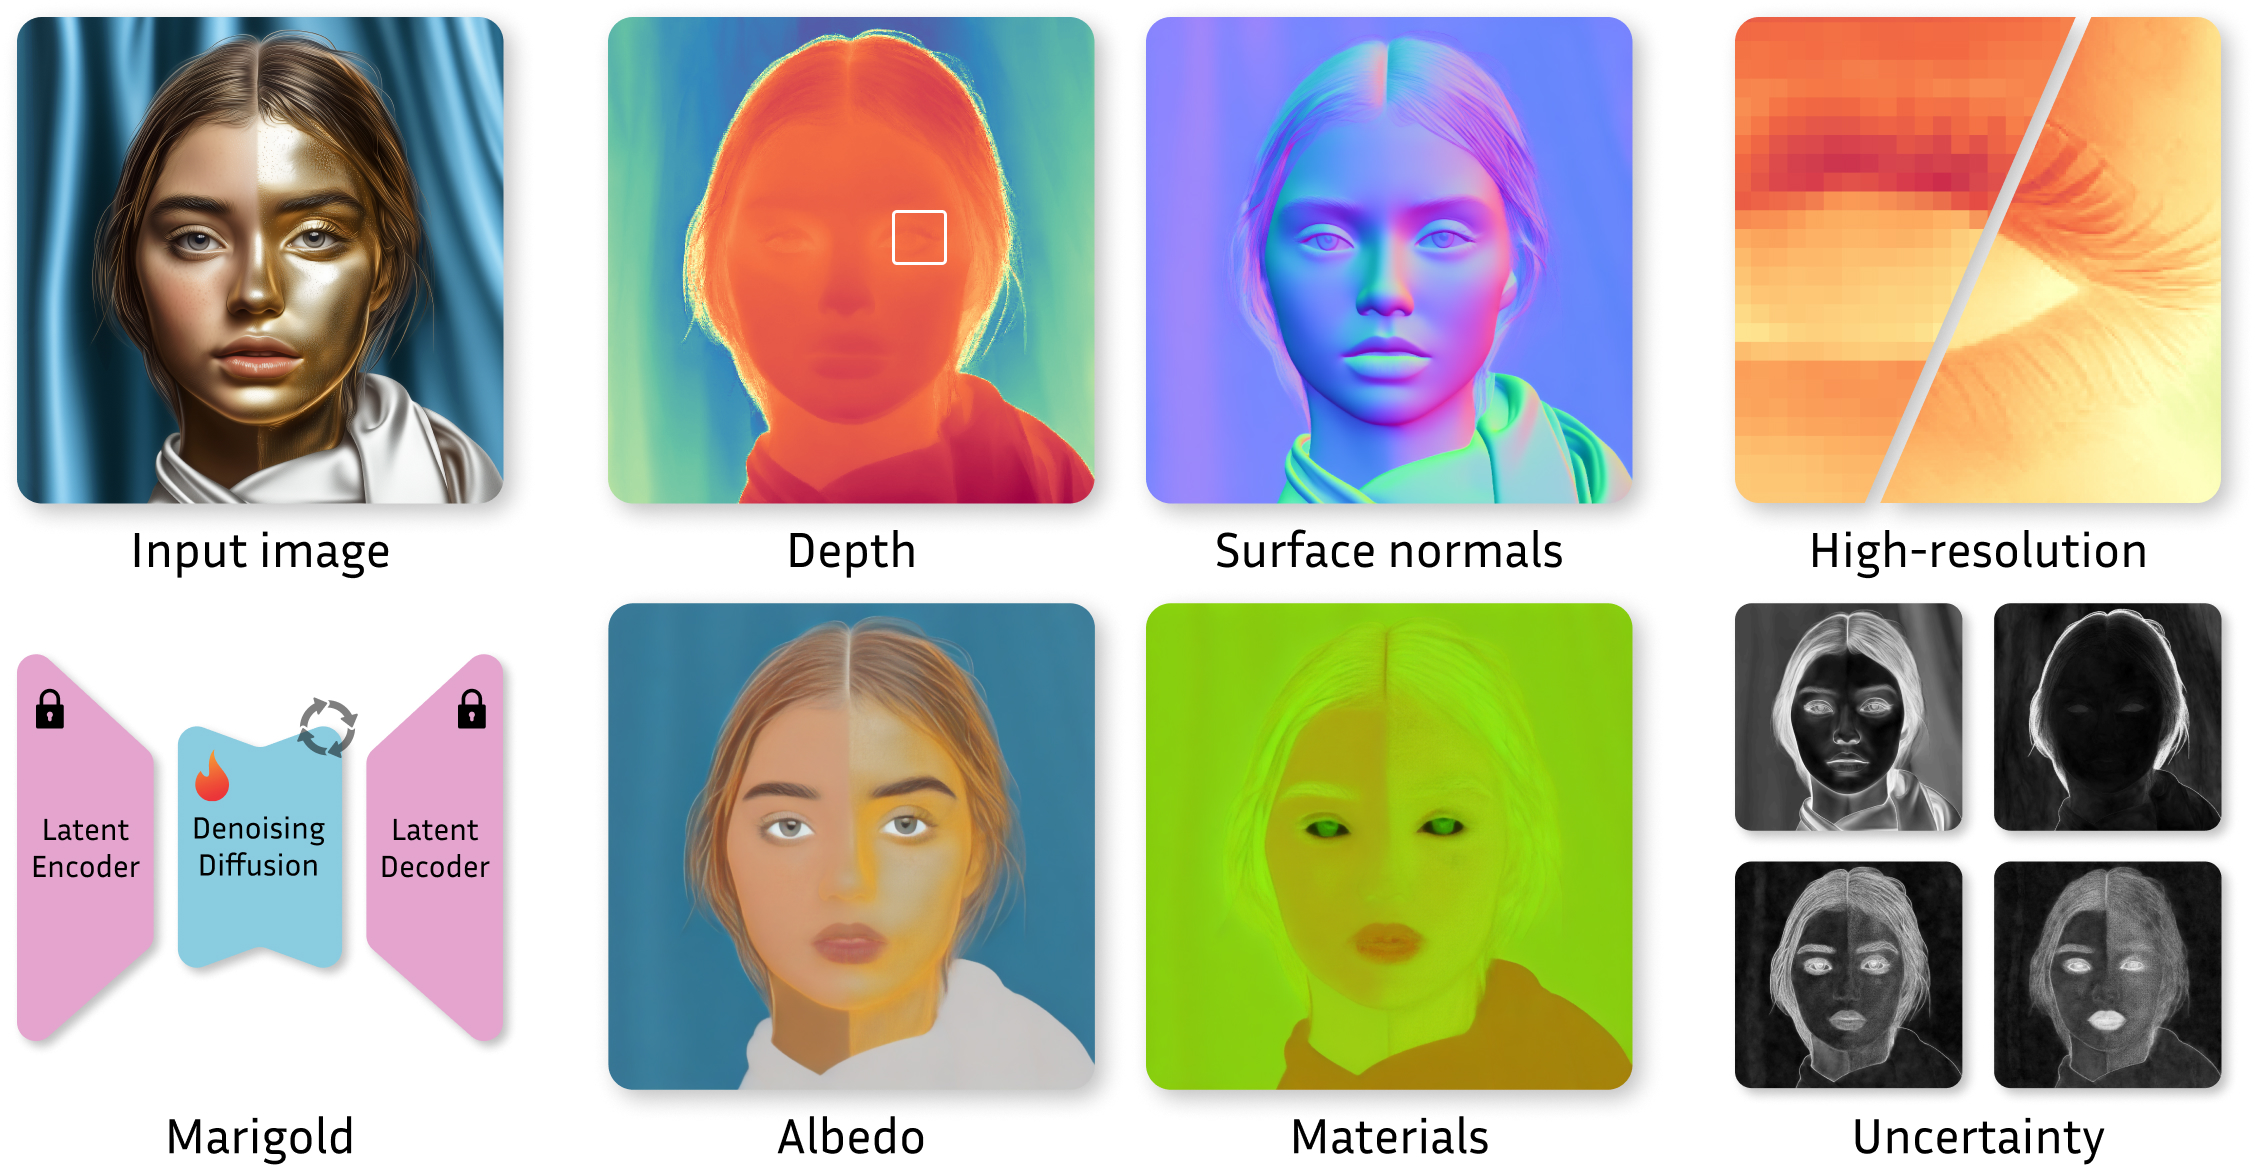 Input image
Depth
Surface normals
High-resolution
Latent
Encoder
Denoising
Diffusion
Latent
Decoder
Marigold
Albedo
Materials
Uncertainty